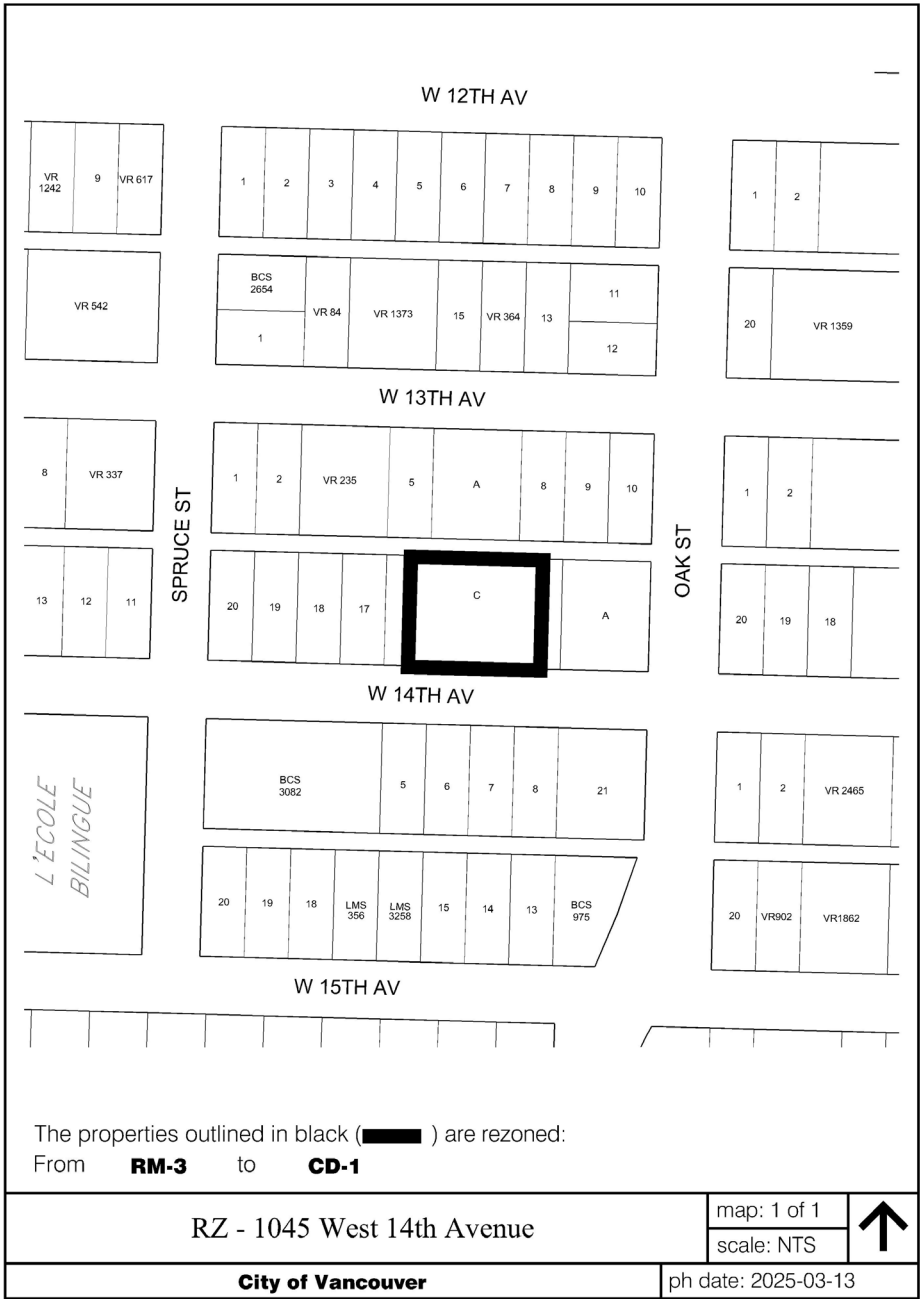 W 12TH AV
VR
1242
9
VR 617
1
2
3
4
5
6
7
8
9
10
1
2
VR 542
BCS
2654
1
VR 84
VR 1373
15
VR 364
13
11
12
20
VR 1359
W 13TH AV
8
VR 337
SPRUCE ST
1
2
VR 235
5
A
8
9
10
OAK ST
1
2
13
12
11
20
19
18
17
C
A
20
19
18
W 14TH AV
L'ECOLE
BILINGUE
BCS
3082
5
6
7
8
21
1
2
VR 2465
20
19
18
LMS
356
LMS
3258
15
14
13
BCS
975
20
VR902
VR1862
W 15TH AV
The properties outlined in black ( ) are rezoned:
From RM-3 to CD-1
RZ - 1045 West 14th Avenue
map: 1 of 1
scale: NTS
City of Vancouver
ph date: 2025-03-13